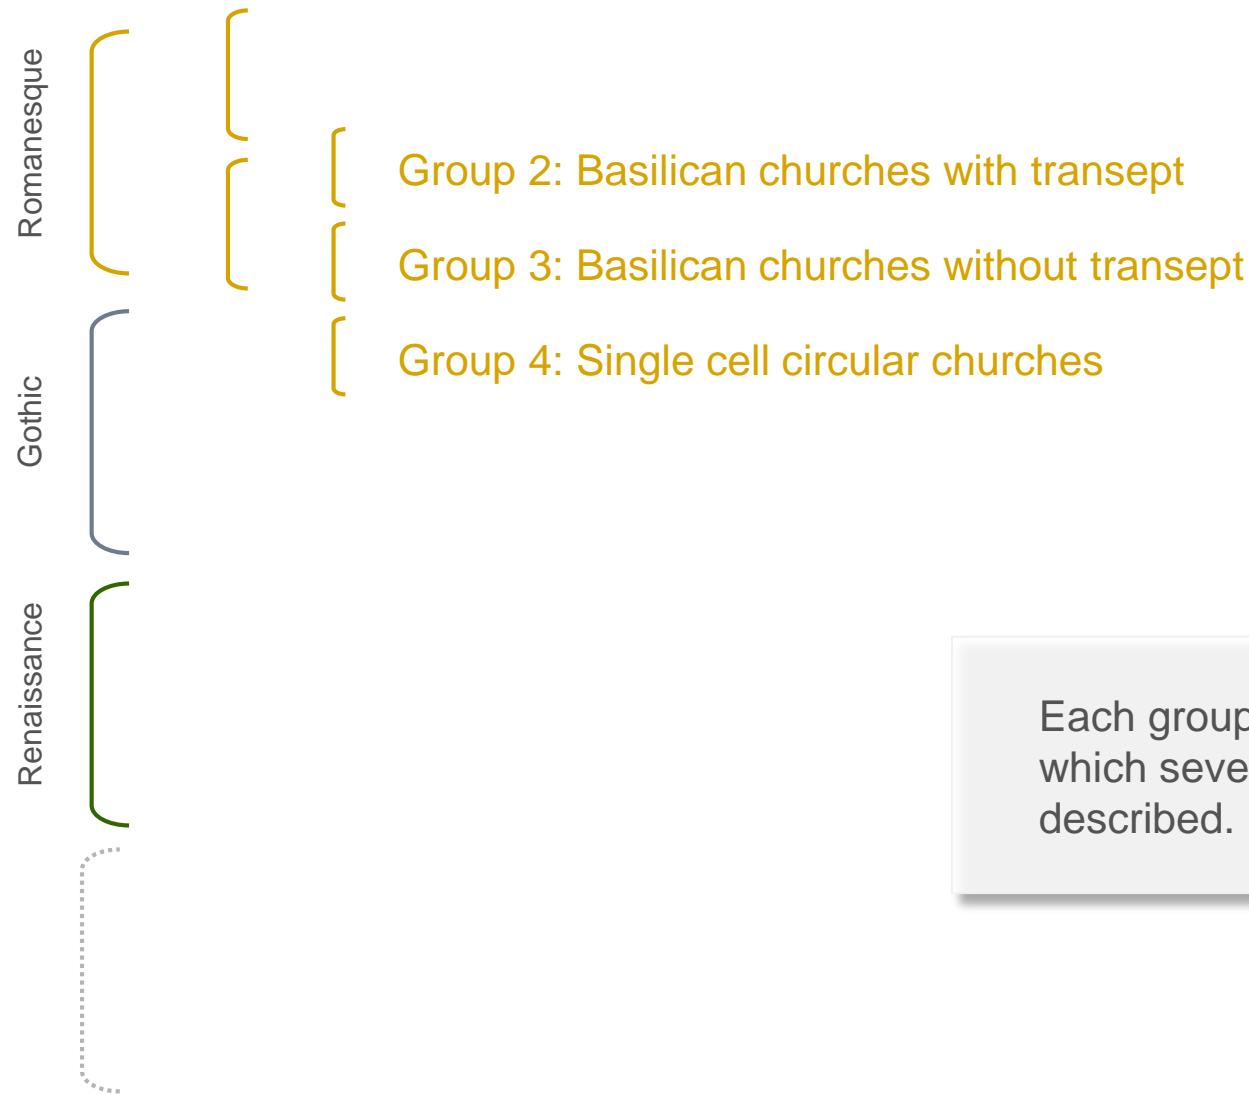 Romanesque
Group 2: Basilican churches with transept
Group 3: Basilican churches without transept
Group 4: Single cell circular churches
Gothic
Renaissance
Each group
which seve
described.